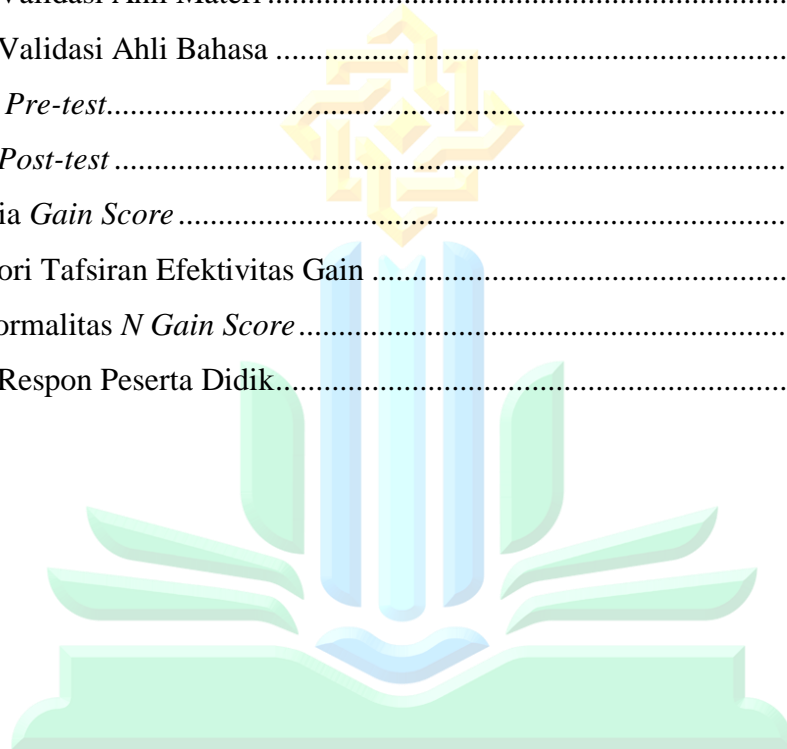 Validasi Ahli Materi ....................................................................................
Validasi Ahli Bahasa ...................................................................................
Pre-test...........................................................................................................
Post-test ..........................................................................................................
ia Gain Score ..................................................................................................
ori Tafsiran Efektivitas Gain .....................................................................
ormalitas N Gain Score ...............................................................................
Respon Peserta Didik...................................................................................